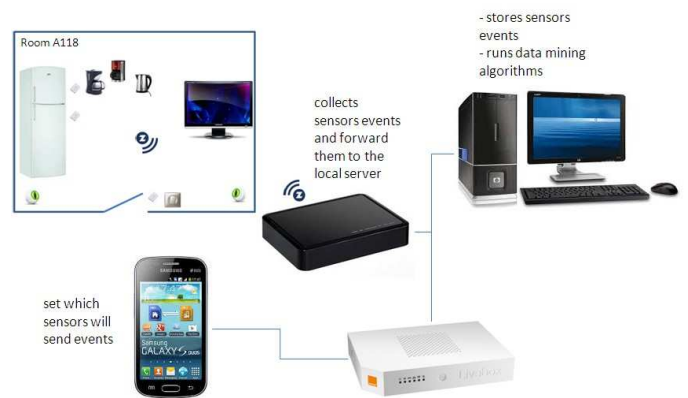 Room A118
- stores sensors
events
- runs data mining
algorithms
collects
sensors events
and forward
them to the
local server
set which
sensors will
send events
SAMSUNG
Samsung
GALAXY S DUOS
Livebox